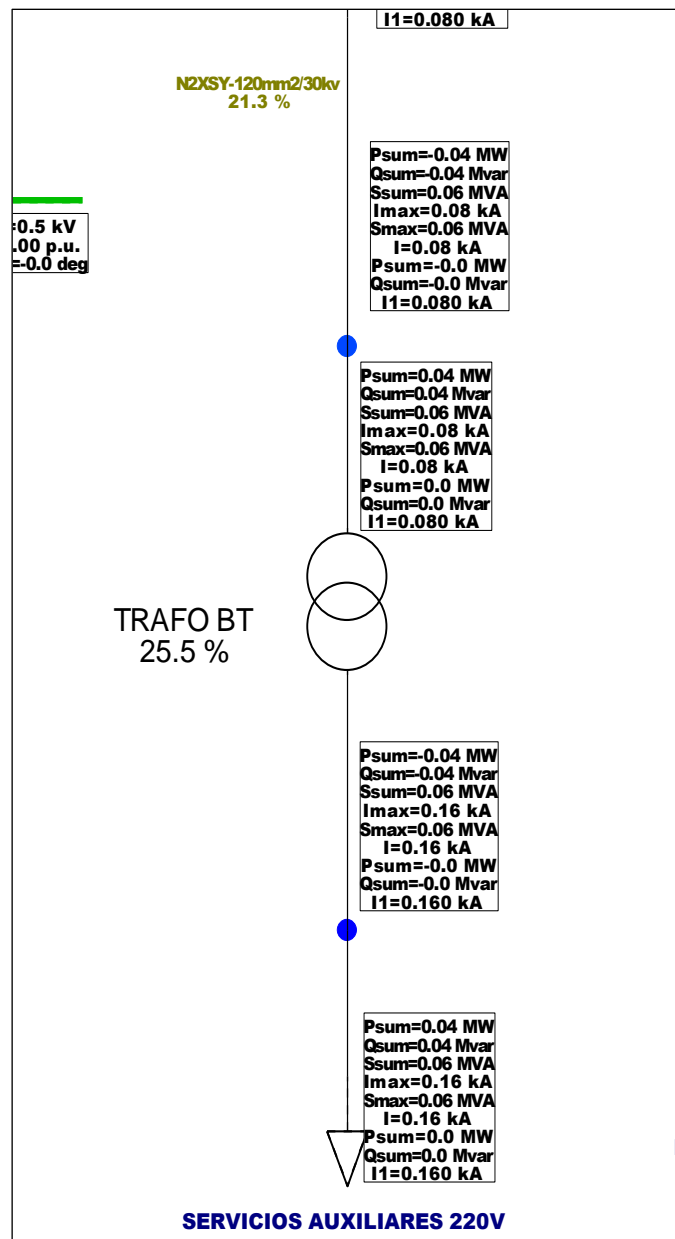 I1=0.080 kA
N2XSY-120mm2/30kv
21.3 %
Psum=-0.04 MW
Qsum=-0.04 Mvar
Ssum=0.06 MVA
Imax=0.08 kA
Smax=0.06 MVA
I=0.08 kA
Psum=-0.0 MW
Qsum=-0.0 Mvar
I1=0.080 kA
=0.5 kV
.00 p.u.
=-0.0 deg
Psum=0.04 MW
Qsum=0.04 Mvar
Ssum=0.06 MVA
Imax=0.08 kA
Smax=0.06 MVA
I=0.08 kA
Psum=0.0 MW
Qsum=0.0 Mvar
I1=0.080 kA
TRAFO BT
25.5 %
Psum=-0.04 MW
Qsum=-0.04 Mvar
Ssum=0.06 MVA
Imax=0.16 kA
Smax=0.06 MVA
I=0.16 kA
Psum=-0.0 MW
Qsum=-0.0 Mvar
I1=0.160 kA
Psum=0.04 MW
Qsum=0.04 Mvar
Ssum=0.06 MVA
Imax=0.16 kA
Smax=0.06 MVA
I=0.16 kA
Psum=0.0 MW
Qsum=0.0 Mvar
I1=0.160 kA
SERVICIOS AUXILIARES 220V